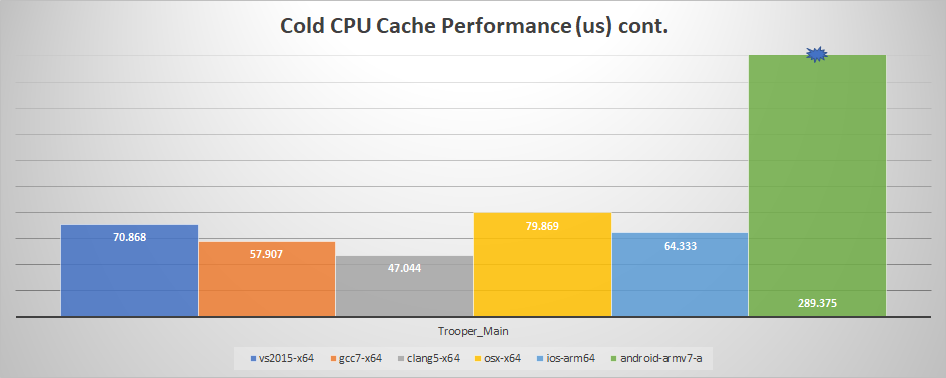 Cold CPU Cache Performance (us) cont.
70.868
57.907
47.044
79.869
64.333
289.375
Trooper_Main
vs2015-x64 gcc7-x64 clang5-x64 osx-x64 ios-arm64 android-armv7-a